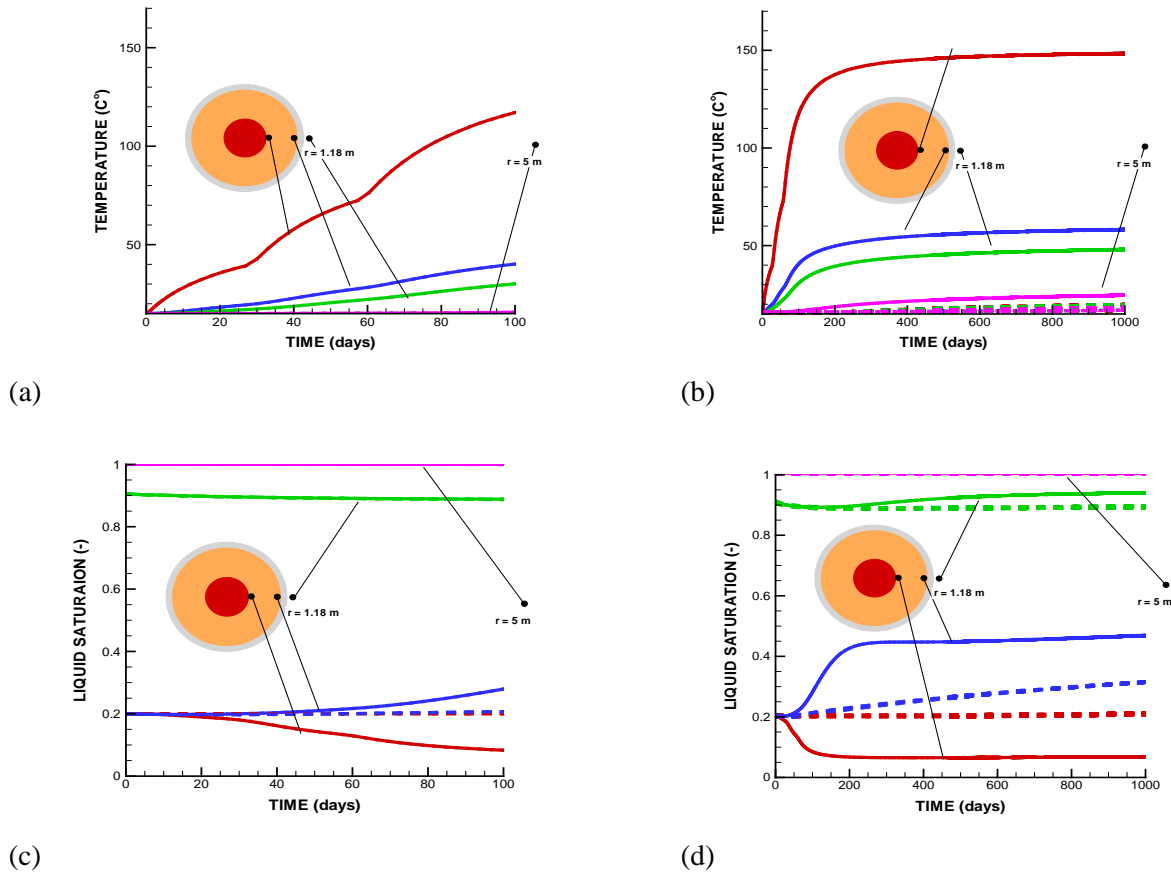 150
100
50
0 20 40 60 80 100
TEMPERATURE (C°)
TIME (days)
r = 1.18 m
r = 5 m
(a)
150
100
50
0 200 400 600 800 1000
TEMPERATURE (C°)
TIME (days)
r = 1.18 m
r = 5 m
(b)
1
0.8
0.6
0.4
0.2
0
0 20 40 60 80 100
LIQUID SATURAION (-)
TIME (days)
r = 1.18 m
r = 5 m
(c)
1
0.8
0.6
0.4
0.2
0
0 200 400 600 800 1000
LIQUID SATURATION (-)
TIME (days)
r = 1.18 m
r = 5 m
(d)